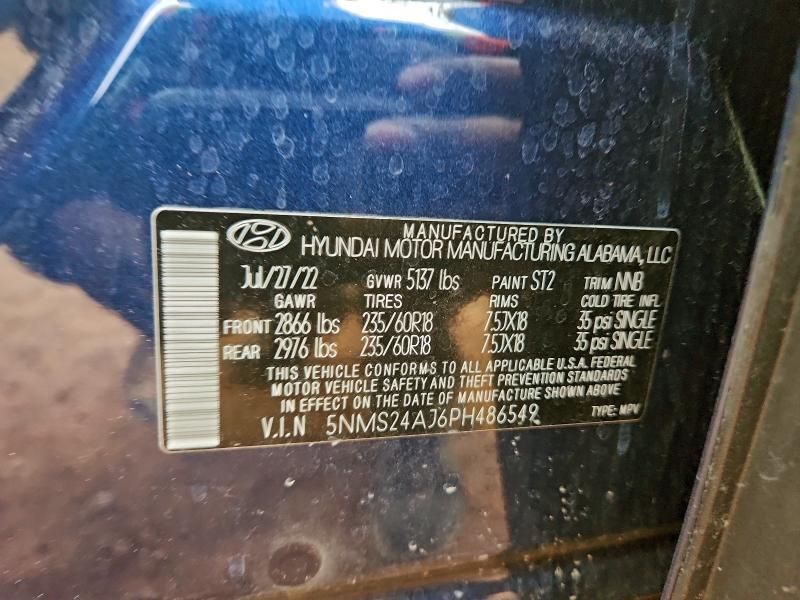 MANUFACTURED BY
HYUNDAI MOTOR MANUFACTURING ALABAMA, LLC
Jul/27/22 GVWR 5137 lbs PAINT ST2 TRIM NNB
GAWR TIRES RIMS COLD TIRE INFL
FRONT 2866 lbs 235/60R18 7.5JX18 35 psi SINGLE
REAR 2976 lbs 235/60R18 7.5JX18 35 psi SINGLE
THIS VEHICLE CONFORMS TO ALL APPLICABLE U.S.A. FEDERAL
MOTOR VEHICLE SAFETY AND THEFT PREVENTION STANDARDS
IN EFFECT ON THE DATE OF MANUFACTURE SHOWN ABOVE
V.I.N 5NMS24AJ6PH486549 TYPE: MPV